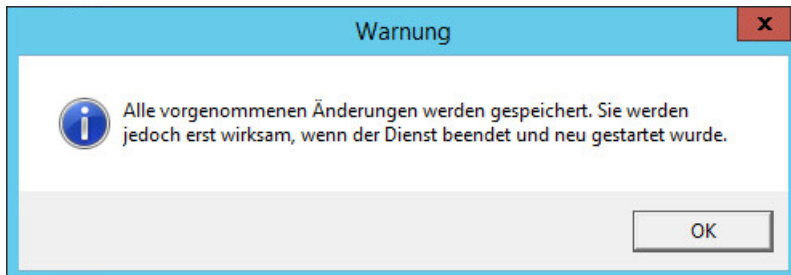 Warnung
x
Alle vorgenommenen Änderungen werden gespeichert. Sie werden
jedoch erst wirksam, wenn der Dienst beendet und neu gestartet wurde.
OK